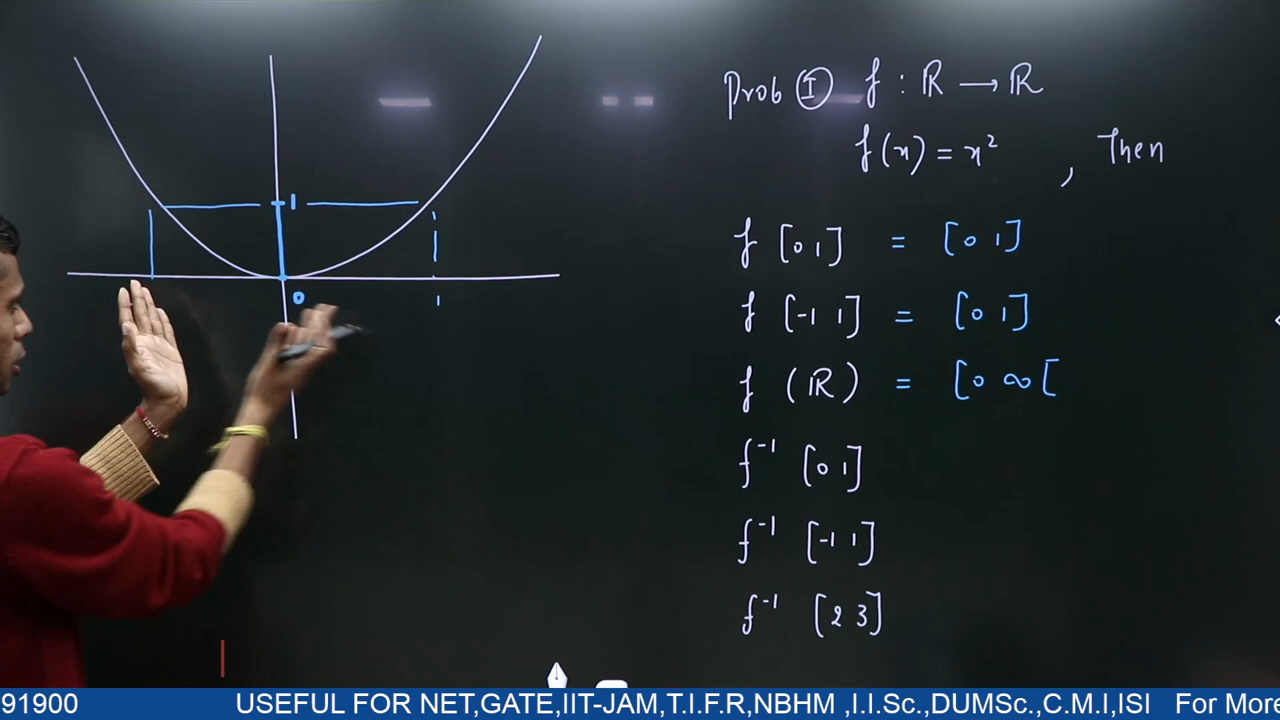 Prob I f : ℝ → ℝ
f(x) = x² , Then
f [0 1] = [0 1]
f [-1 1] = [0 1]
f (ℝ) = [0 ∞[
f⁻¹ [0 1]
f⁻¹ [-1 1]
f⁻¹ [2 3]
1
0 1
91900 USEFUL FOR NET,GATE,IIT-JAM,T.I.F.R,NBHM ,I.I.Sc.,DUMSc.,C.M.I,ISI For More